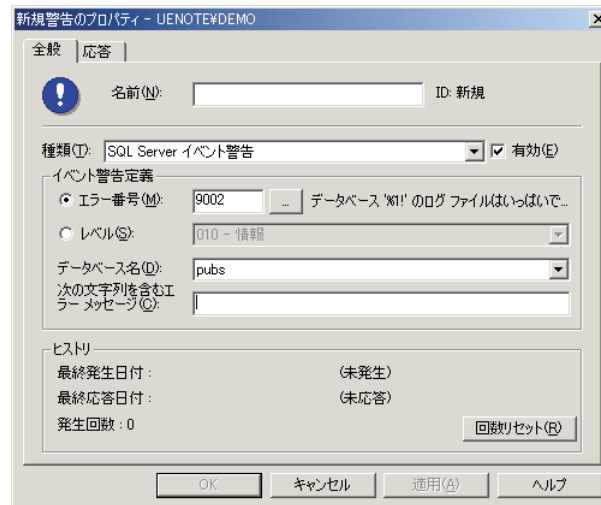 新規警告のプロパティ - UENOTE¥DEMO
全般
応答
名前(N):
ID: 新規
種類(T):
SQL Server イベント警告
有効(E)
イベント警告定義
エラー番号(M):
9002
...
データベース '%1!' のログ ファイルはいっぱいで...
レベル(S):
010 - 情報
データベース名(D):
pubs
次の文字列を含むエ
ラー メッセージ(C):
ヒストリ
最終発生日付 :
(未発生)
最終応答日付 :
(未応答)
発生回数 : 0
回数リセット(R)
OK
キャンセル
適用(A)
ヘルプ